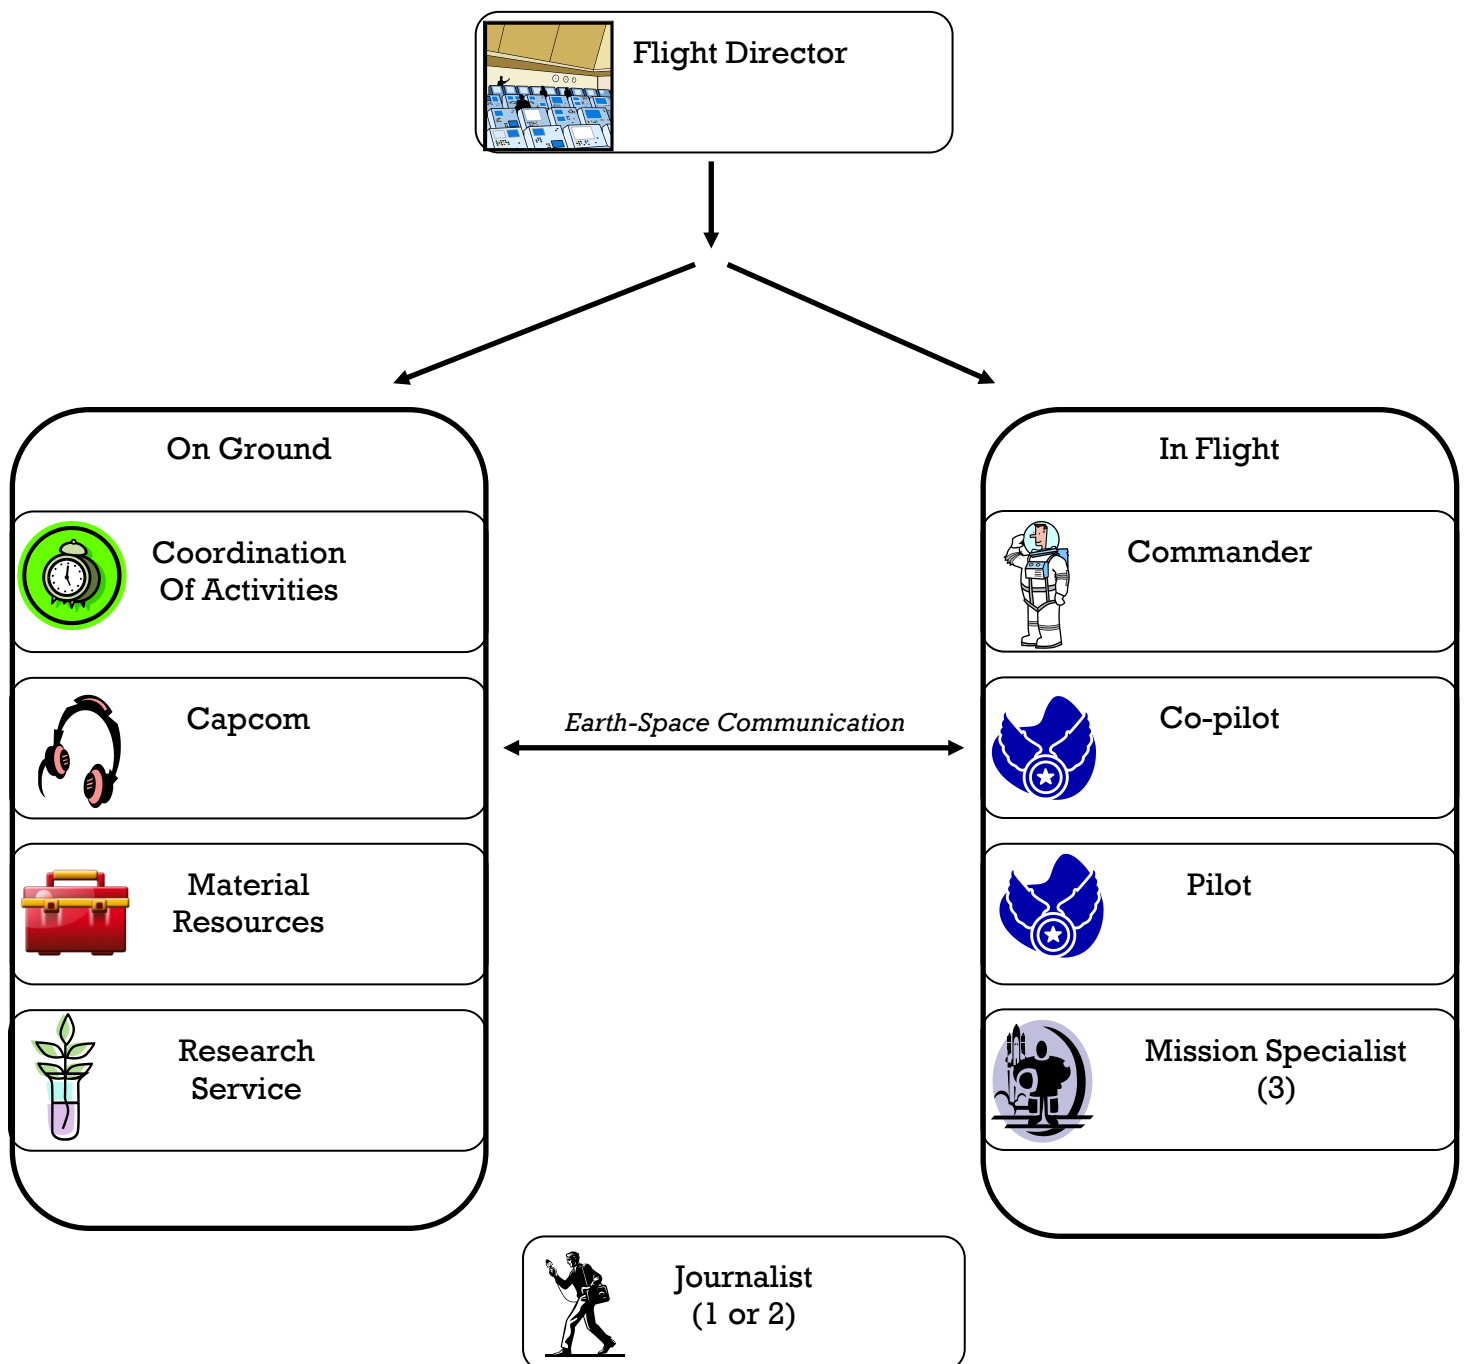 Flight Director
On Ground
Coordination
Of Activities
Capcom
Material
Resources
Research
Service
Earth-Space Communication
In Flight
Commander
Co-pilot
Pilot
Mission Specialist
(3)
Journalist
(1 or 2)